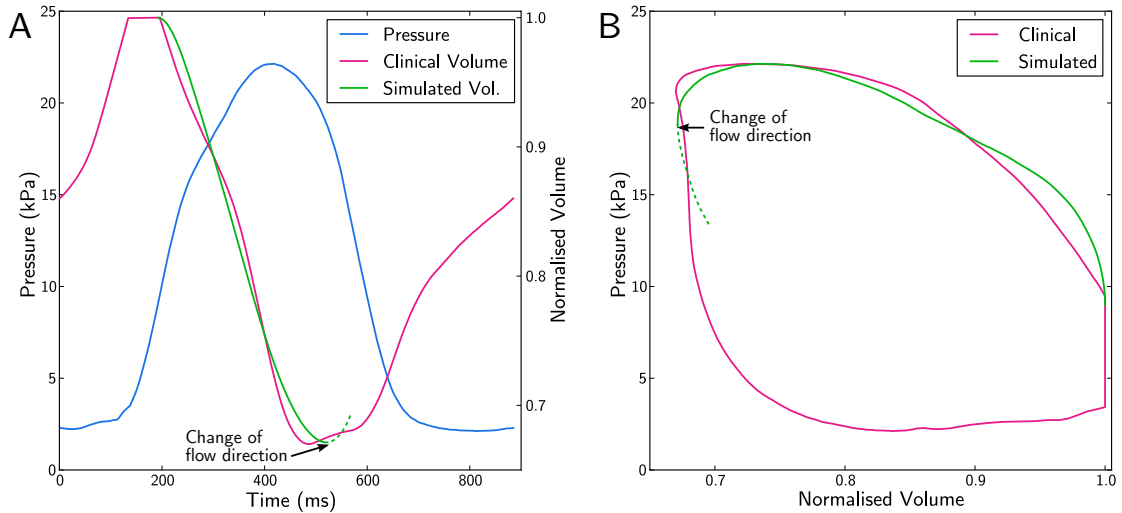 A
Pressure
Clinical Volume
Simulated Vol.
Change of
flow direction
Pressure (kPa)
25
20
15
10
5
0
Normalised Volume
1.0
0.9
0.8
0.7
0 200 400 600 800
Time (ms)
B
Clinical
Simulated
Change of
flow direction
Pressure (kPa)
25
20
15
10
5
0
0.7 0.8 0.9 1.0
Normalised Volume